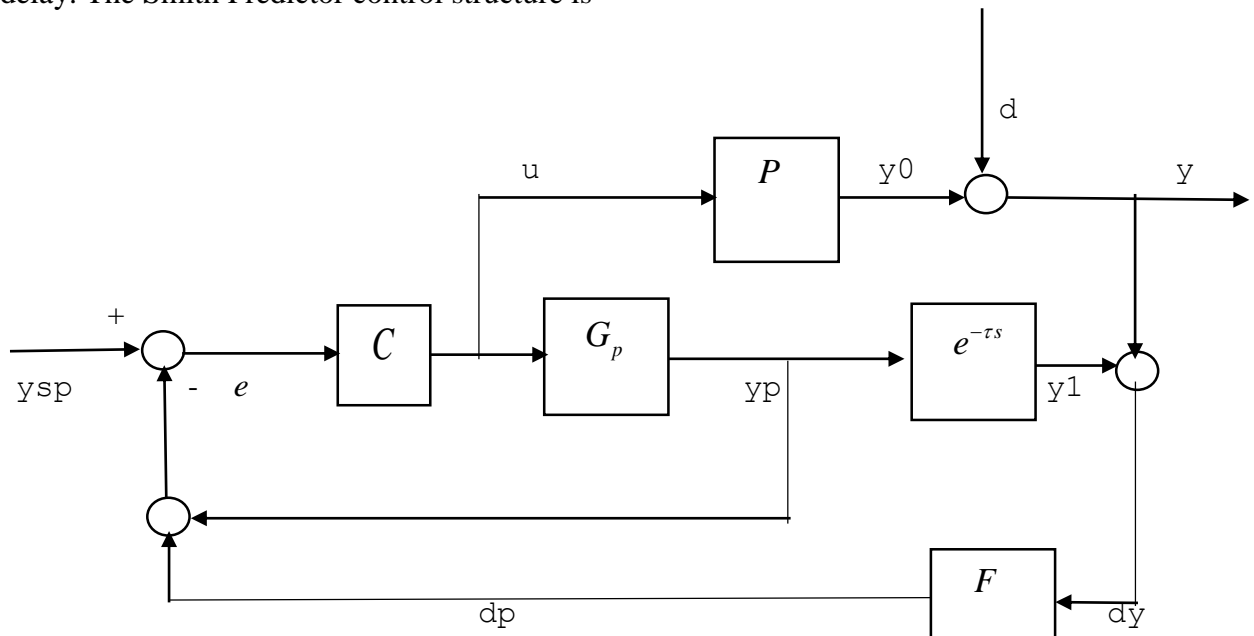 delay. The Smith Predictor control structure is
d
u
P
y0
y
+
C
G_p
e^{-τs}
ysp
- e
yp
y1
F
dp
dy